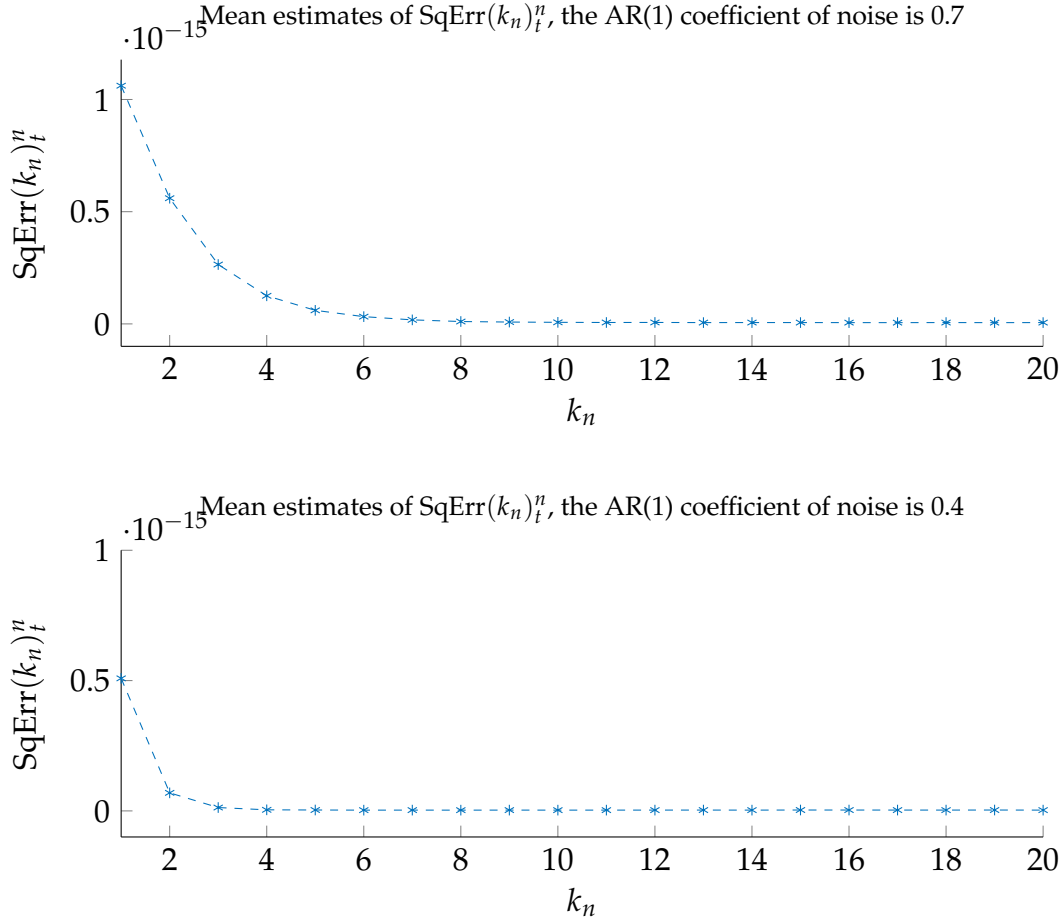 Mean estimates of SqErr(kₙ)ₜⁿ, the AR(1) coefficient of noise is 0.7
·10⁻¹⁵
1
0.5
0
SqErr(kₙ)ₜⁿ
2 4 6 8 10 12 14 16 18 20
kₙ
Mean estimates of SqErr(kₙ)ₜⁿ, the AR(1) coefficient of noise is 0.4
·10⁻¹⁵
1
0.5
0
SqErr(kₙ)ₜⁿ
2 4 6 8 10 12 14 16 18 20
kₙ